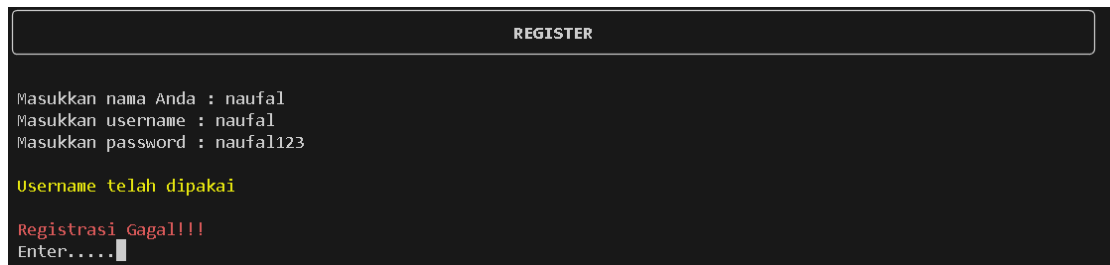 REGISTER
Masukkan nama Anda : naufal
Masukkan username : naufal
Masukkan password : naufal123
Username telah dipakai
Registrasi Gagal!!!
Enter.....